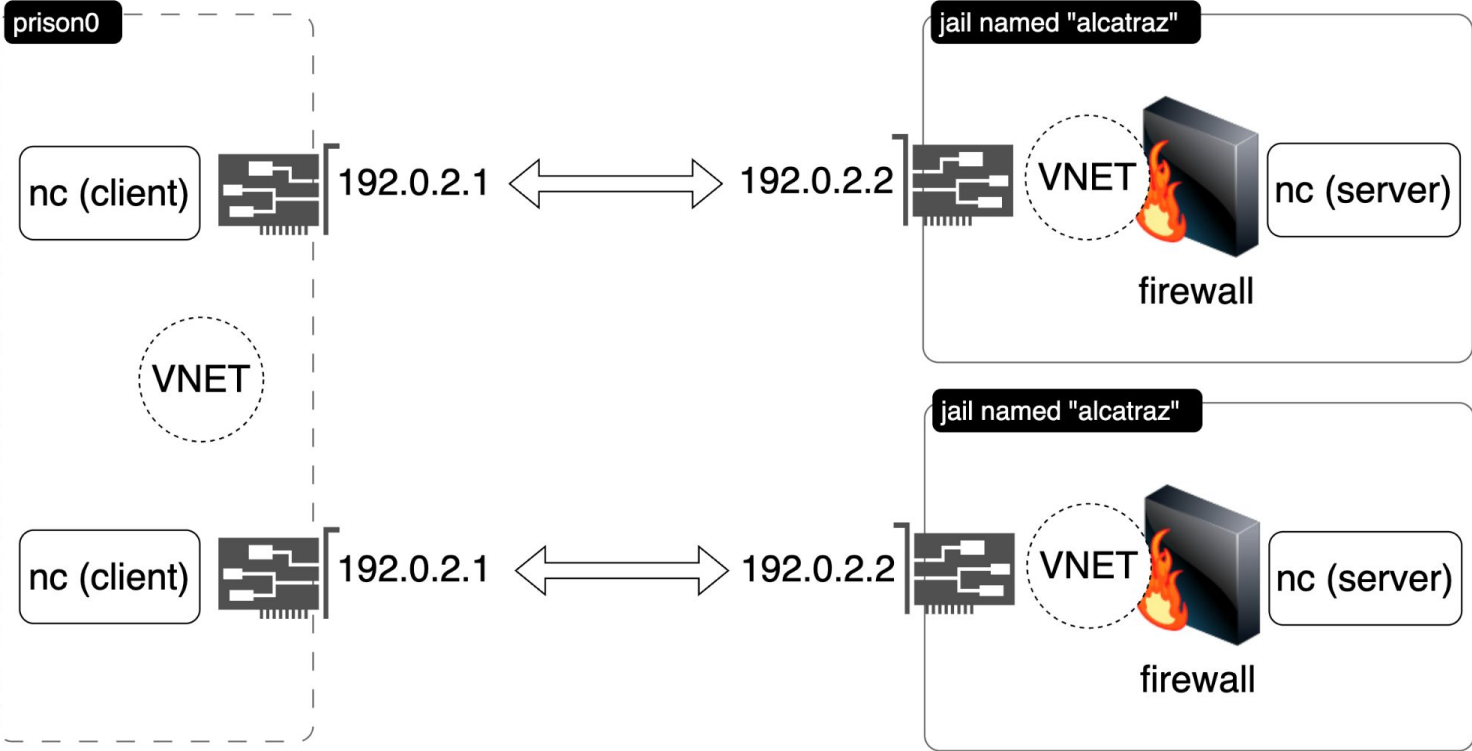 prison0
jail named "alcatraz"
nc (client)
192.0.2.1
192.0.2.2
VNET
nc (server)
firewall
VNET
jail named "alcatraz"
nc (client)
192.0.2.1
192.0.2.2
VNET
nc (server)
firewall